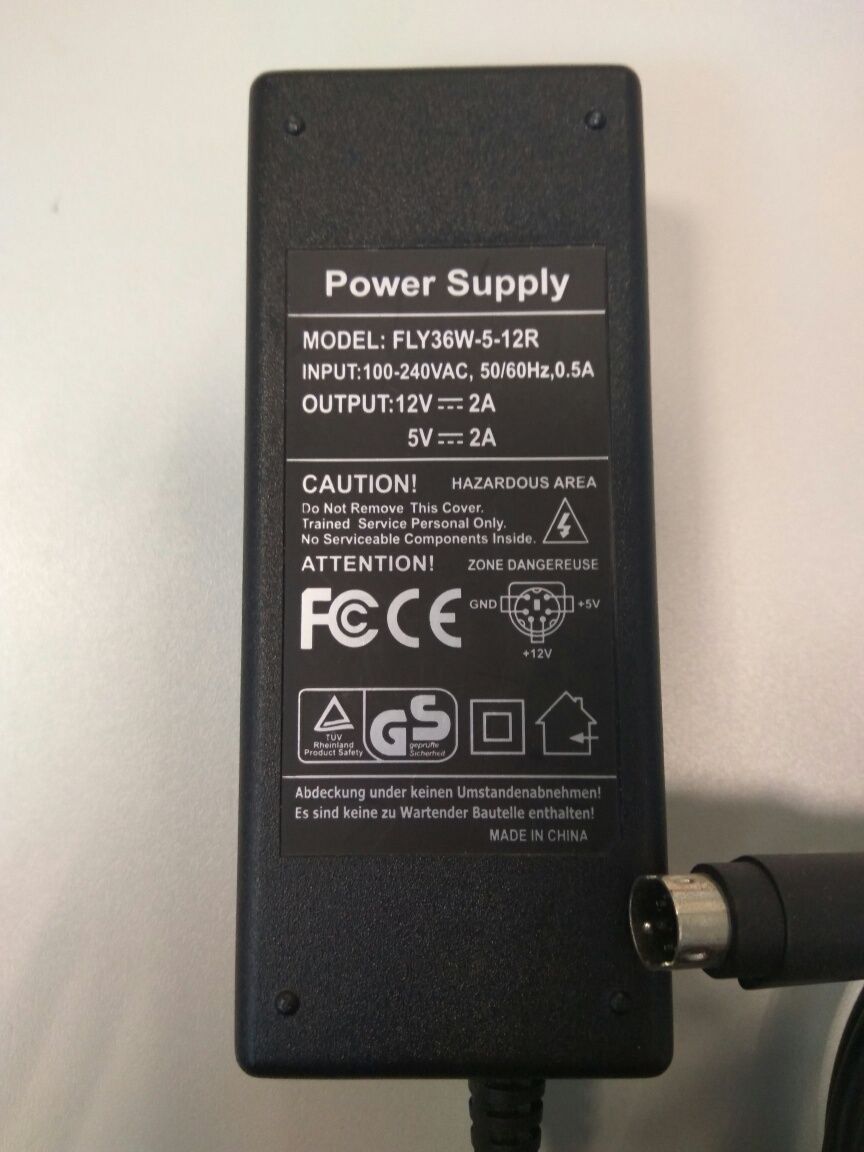 Power Supply
MODEL: FLY36W-5-12R
INPUT:100-240VAC, 50/60Hz,0.5A
OUTPUT:12V ⎓ 2A
5V ⎓ 2A
CAUTION! HAZARDOUS AREA
Do Not Remove This Cover.
Trained Service Personal Only.
No Serviceable Components Inside.
ATTENTION! ZONE DANGEREUSE
FC CE
GND +5V
+12V
TUV
Rheinland
Product Safety
GS
geprufte
Sicherheit
Abdeckung under keinen Umstandenabnehmen!
Es sind keine zu Wartender Bautelle enthalten!
MADE IN CHINA